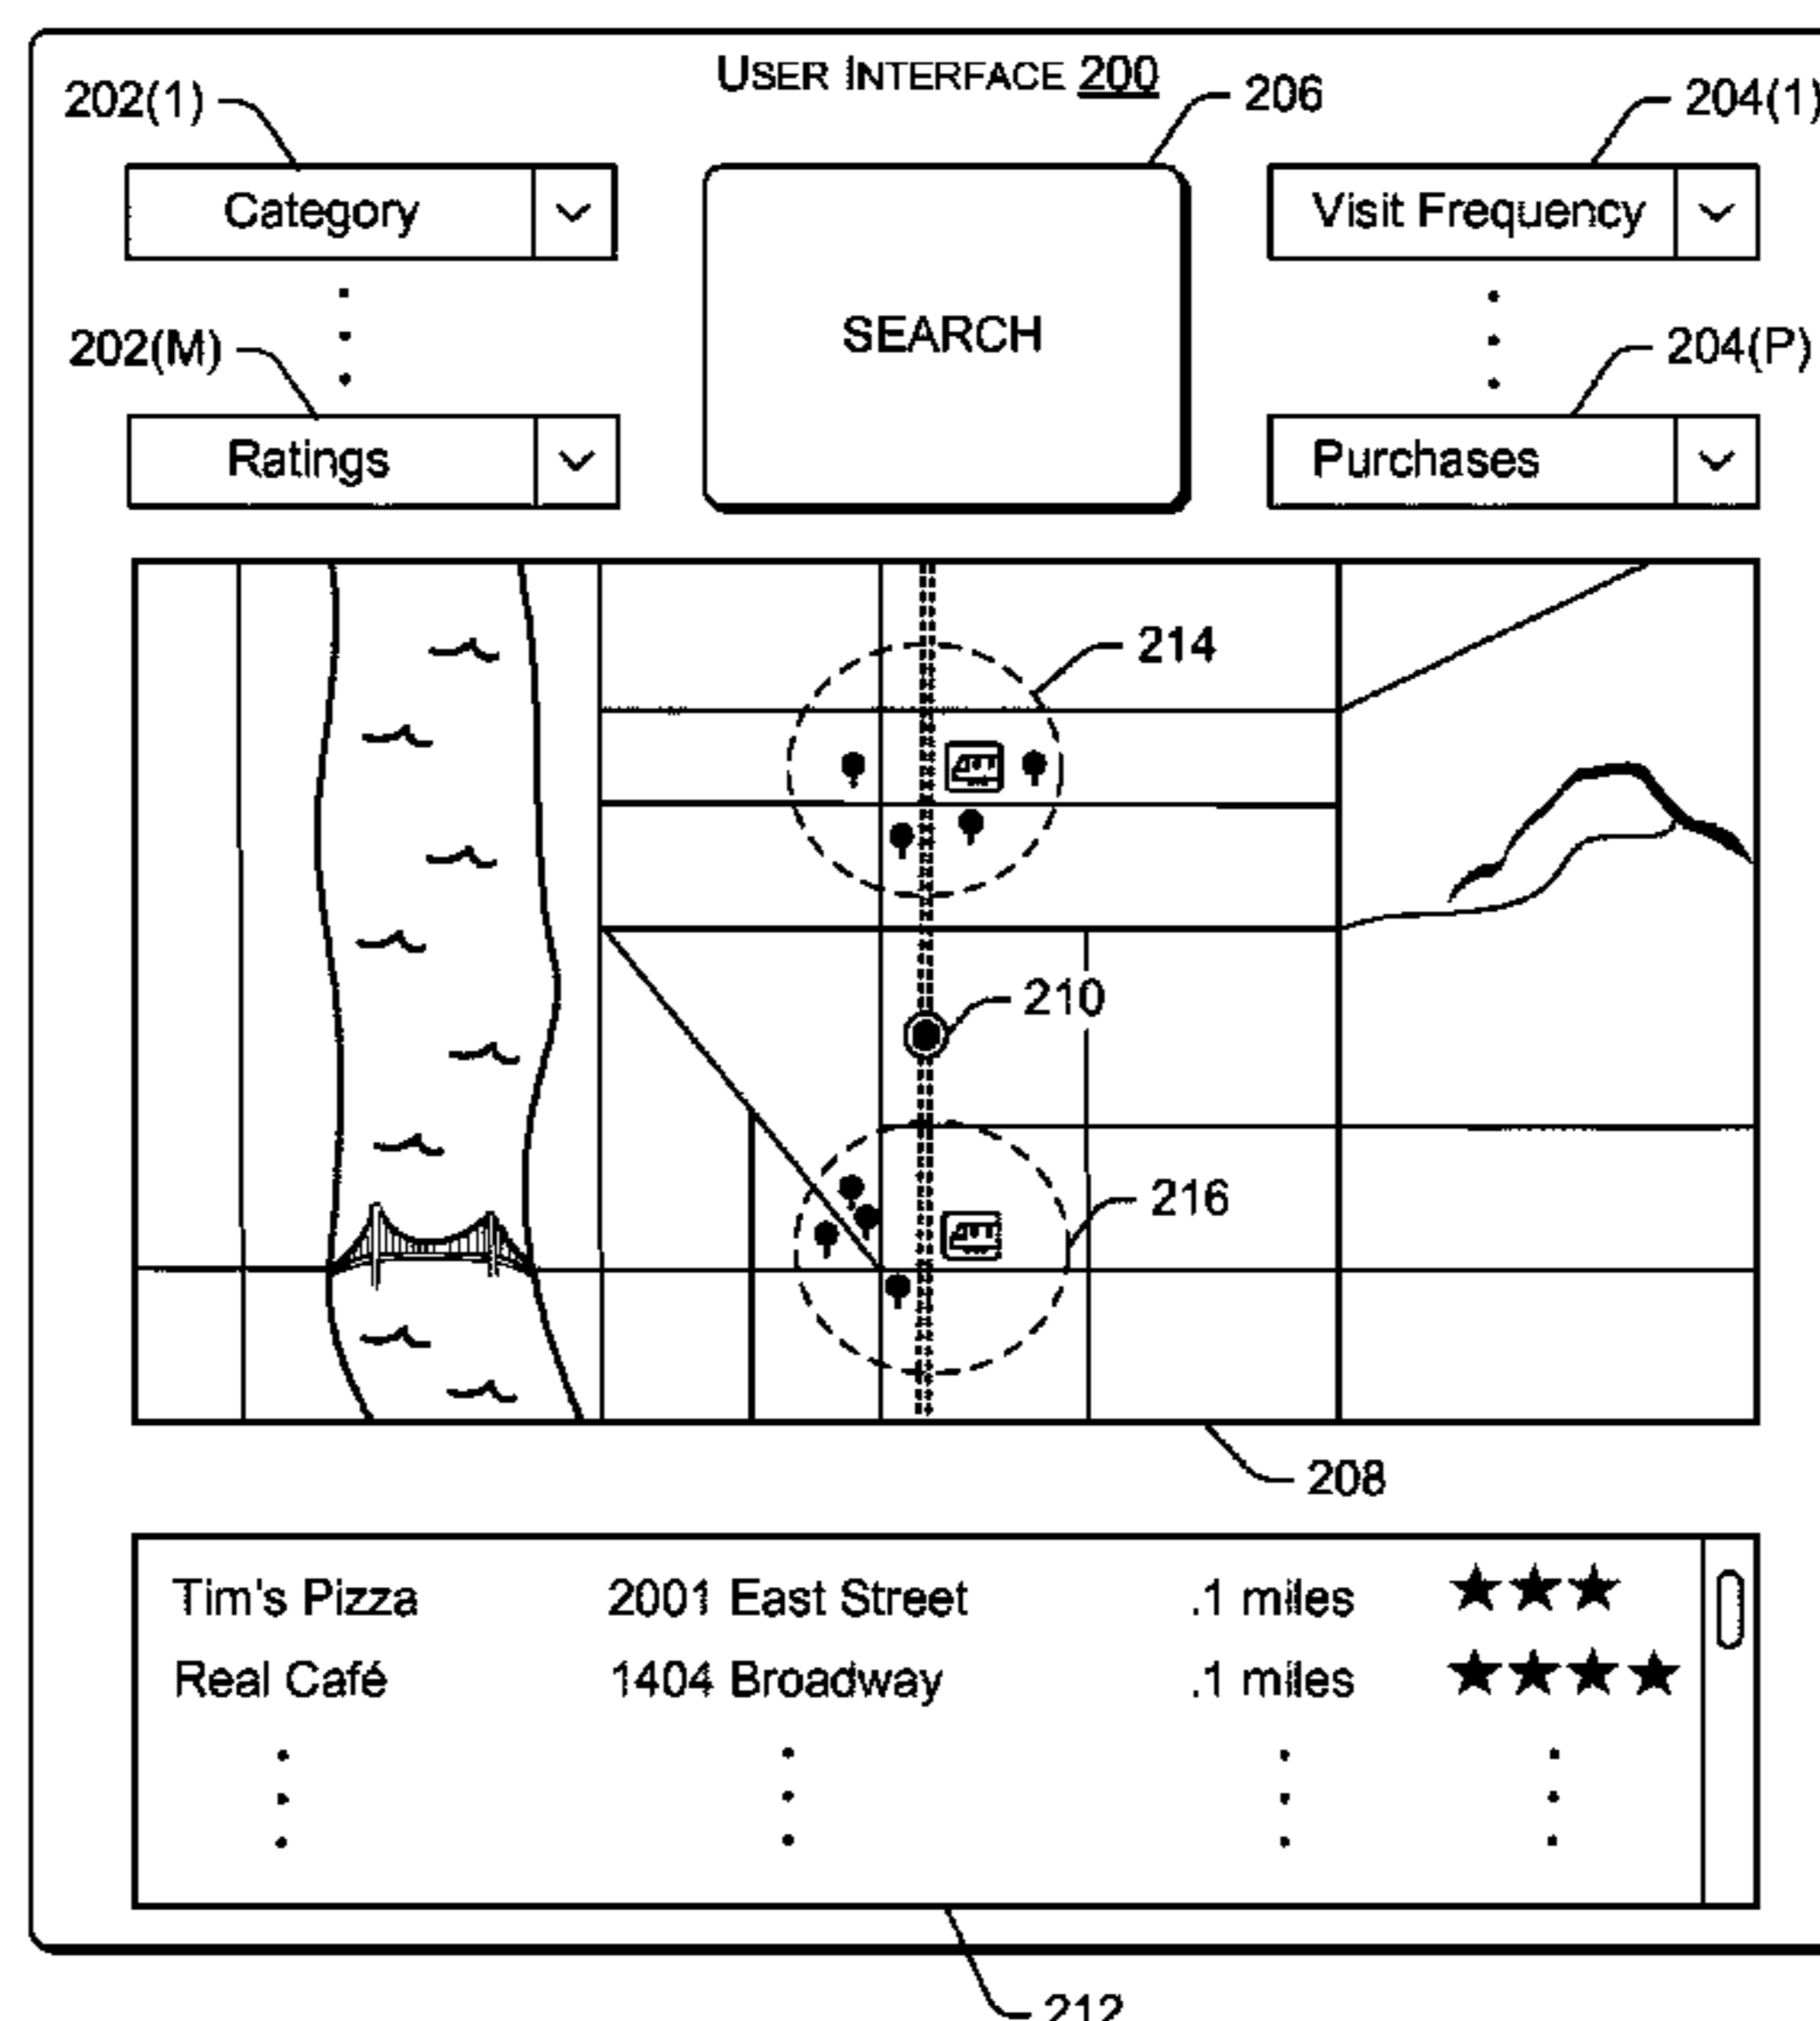 USER INTERFACE 200
202(1)
206
204(1)
Category
Visit Frequency
SEARCH
202(M)
204(P)
Ratings
Purchases
214
210
216
208
Tim's Pizza 2001 East Street .1 miles ★★★
Real Café 1404 Broadway .1 miles ★★★★
212